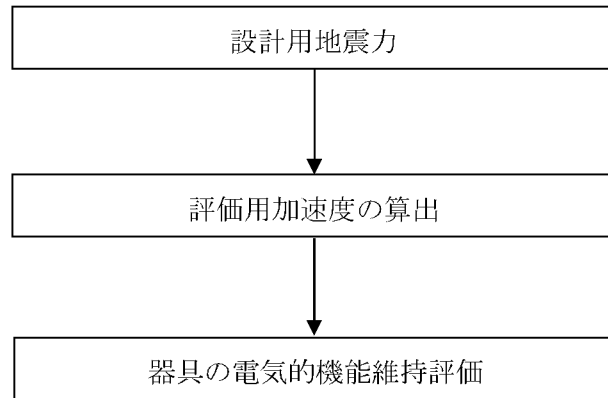 設計用地震力
評価用加速度の算出
器具の電気的機能維持評価